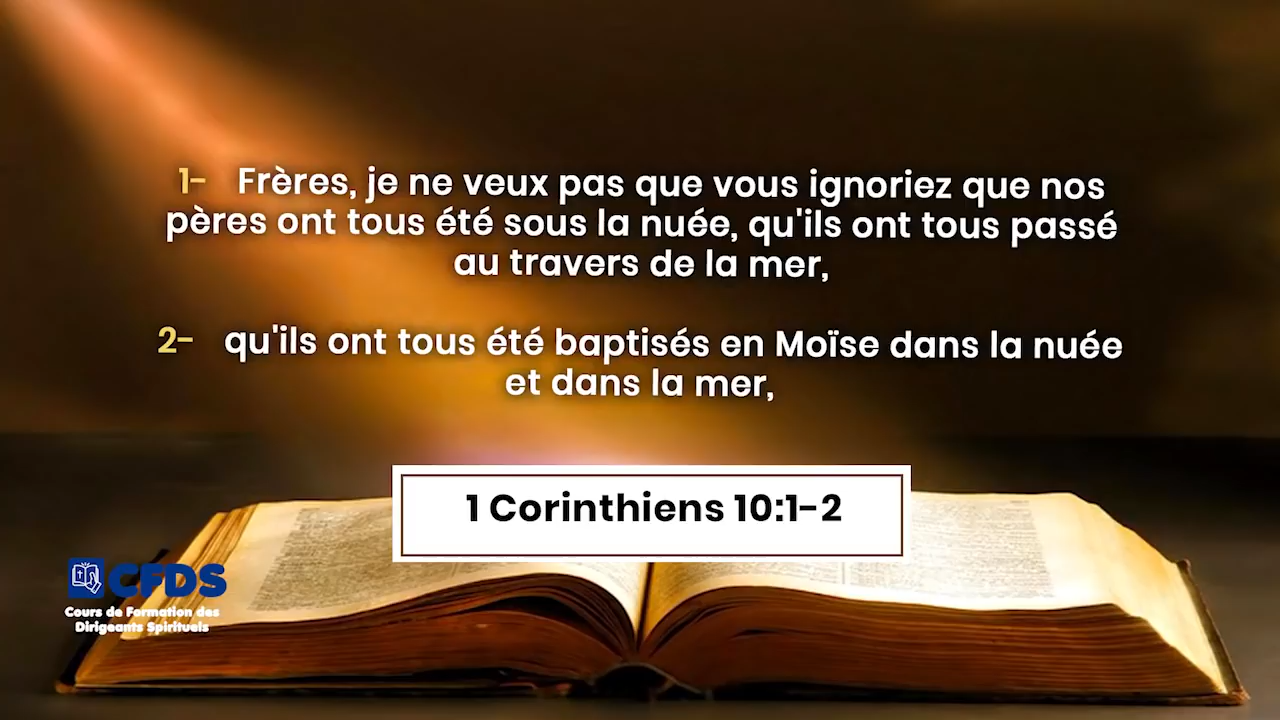 1- Frères, je ne veux pas que vous ignoriez que nos
pères ont tous été sous la nuée, qu'ils ont tous passé
au travers de la mer,
2- qu'ils ont tous été baptisés en Moïse dans la nuée
et dans la mer,
1 Corinthiens 10:1-2
CFDS
Cours de Formation des
Dirigeants Spirituels